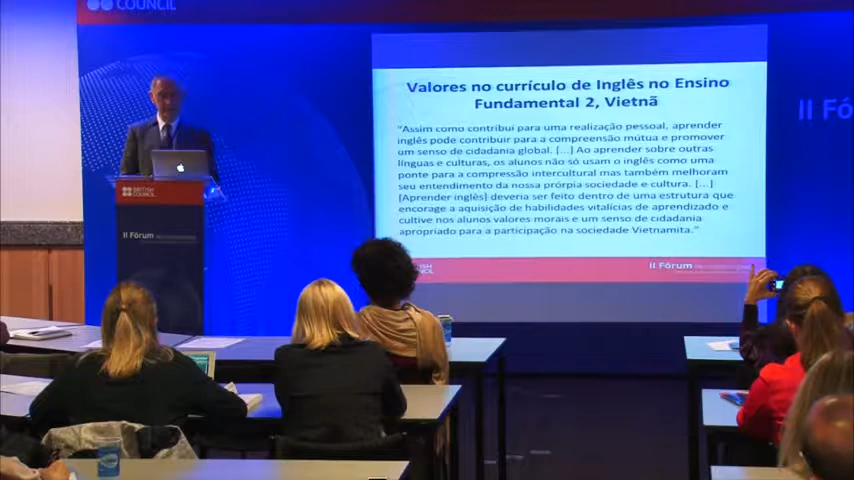 COUNCIL
Valores no currículo de Inglês no Ensino
Fundamental 2, Vietnã
"Assim como contribui para uma realização pessoal, aprender
inglês pode contribuir para a compreensão mútua e promover
um senso de cidadania global. [...] Ao aprender sobre outras
línguas e culturas, os alunos não só usam o inglês como uma
ponte para a compressão intercultural mas também melhoram
seu entendimento da nossa própria sociedade e cultura. [...]
[Aprender inglês] deveria ser feito dentro de uma estrutura que
encorage a aquisição de habilidades vitalícias de aprendizado e
cultive nos alunos valores morais e um senso de cidadania
apropriado para a participação na sociedade Vietnamita."
II Fórum
BRITISH
COUNCIL
II Fórum
II Fó